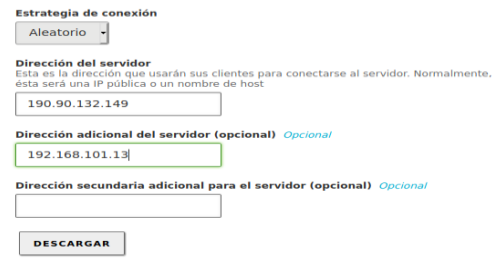 Estrategia de conexión
Aleatorio
Dirección del servidor
Esta es la dirección que usarán sus clientes para conectarse al servidor. Normalmente,
ésta será una IP pública o un nombre de host
190.90.132.149
Dirección adicional del servidor (opcional) Opcional
192.168.101.13
Dirección secundaria adicional para el servidor (opcional) Opcional
DESCARGAR